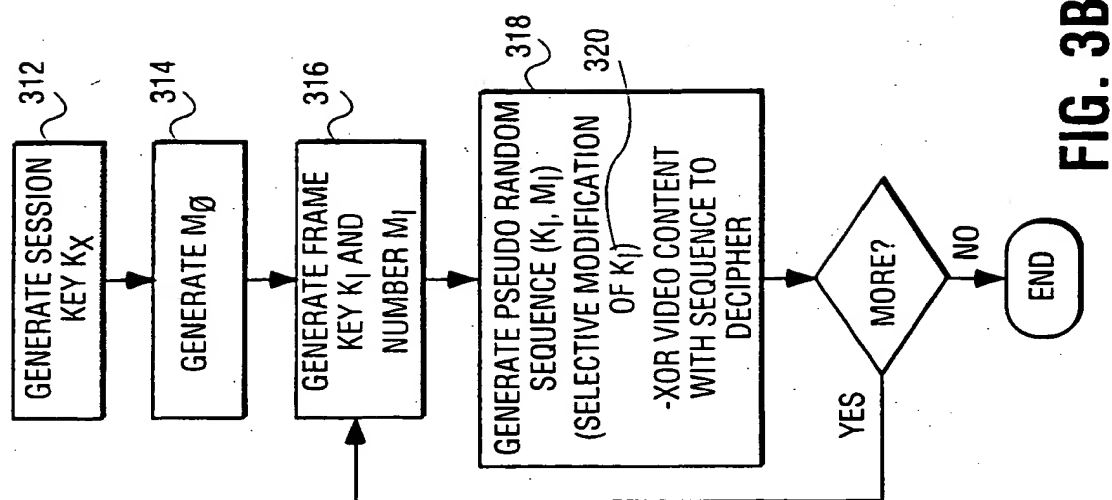 312
GENERATE SESSION
KEY KX
314
GENERATE MØ
316
GENERATE FRAME
KEY KI AND
NUMBER MI
318
320
GENERATE PSEUDO RANDOM
SEQUENCE (KI, MI)
(SELECTIVE MODIFICATION
OF KI)
-XOR VIDEO CONTENT
WITH SEQUENCE TO
DECIPHER
MORE?
YES
NO
END
FIG. 3B